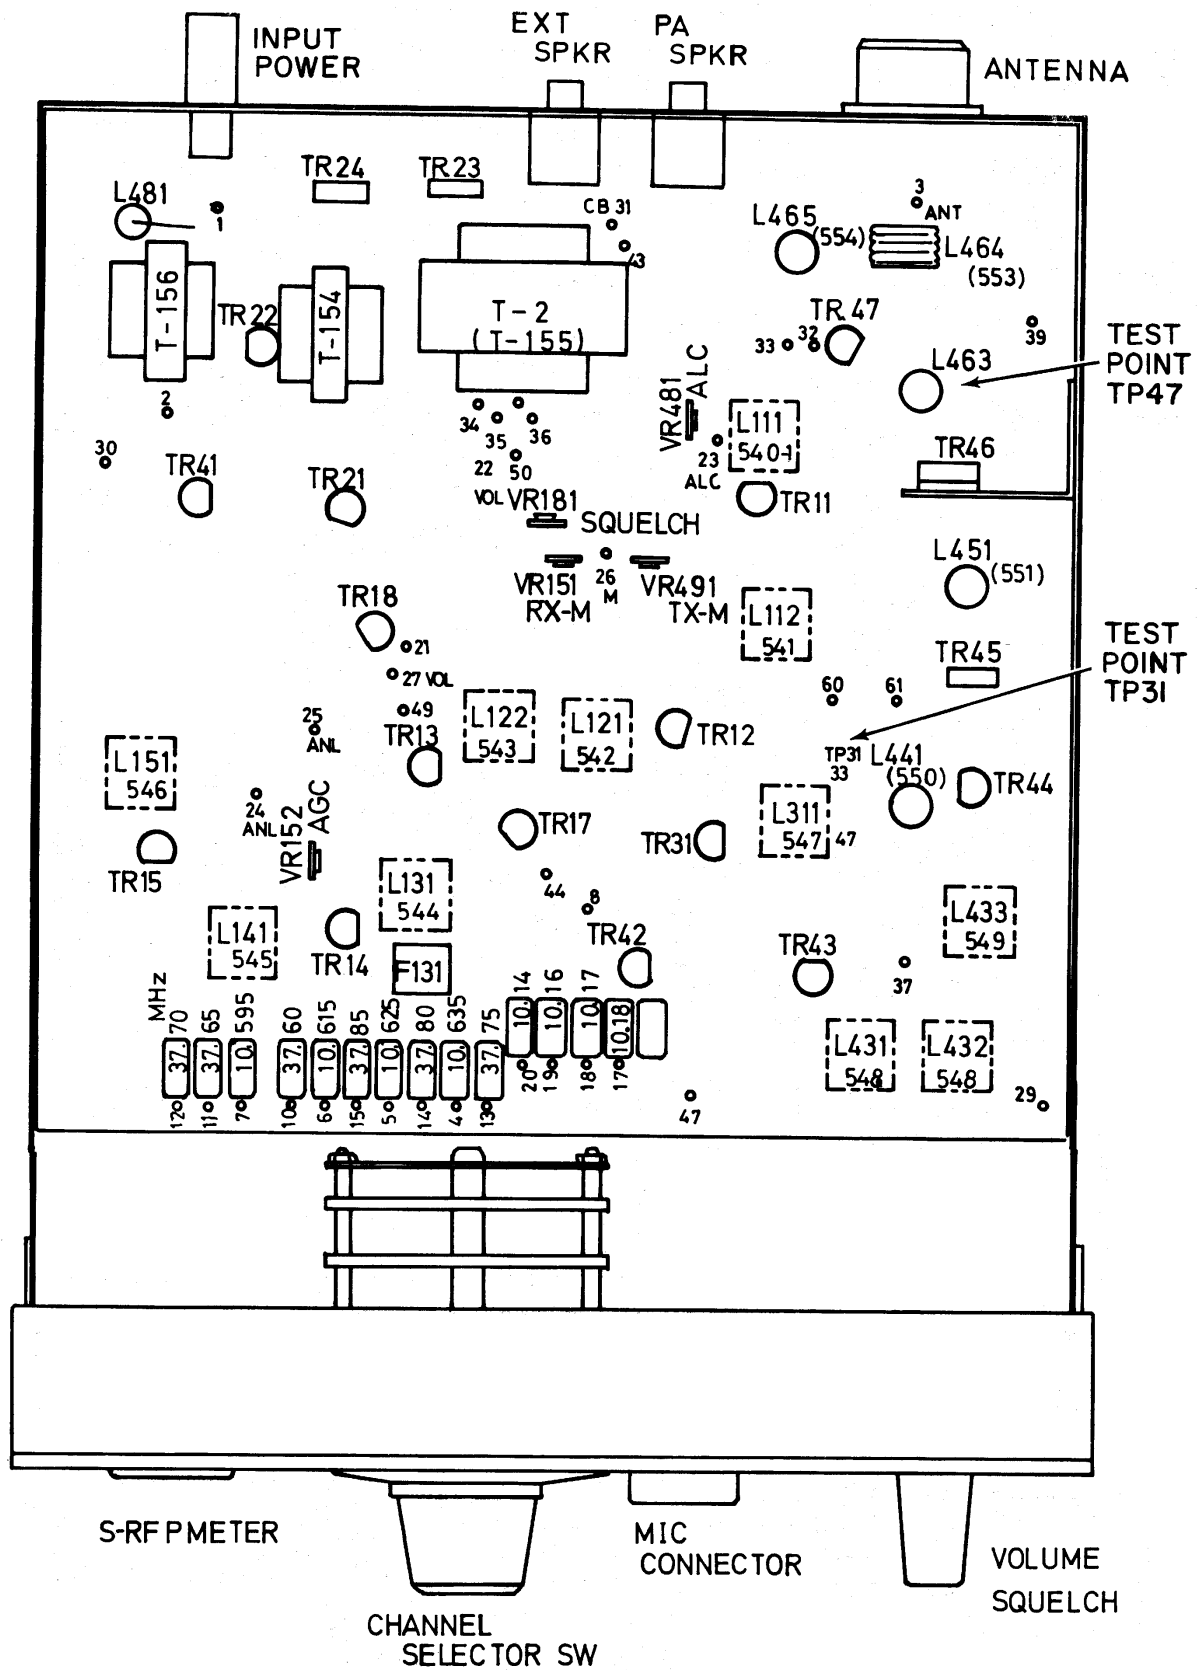 INPUT
POWER
EXT
SPKR
PA
SPKR
ANTENNA
TR24
TR23
L481
1
CB 31
43
3
ANT
L465
(554)
L464
(553)
T-156
TR22
T-154
T-2
(T-155)
TR47
33
32
39
TEST
POINT
TP47
L463
VR481
ALC
L111
540-1
2
34
35
36
23
ALC
30
TR41
TR21
22
50
VOL
VR181
SQUELCH
TR11
TR46
VR151
RX-M
26
M
VR491
TX-M
L451
(551)
L112
541
TR18
21
27 VOL
49
TR45
TEST
POINT
TP31
60
61
25
ANL
TR13
L122
543
L121
542
TR12
TP31
33
L441
(550)
TR44
L151
546
24
ANL
VR152
AGC
TR17
TR31
L311
547
47
TR15
L131
544
44
8
L433
549
L141
545
TR14
F131
TR42
TR43
37
MHz
37.70
37.65
10.595
37.60
10.615
37.85
10.625
37.80
10.635
37.75
10.14
10.16
10.17
10.18
L431
548
L432
548
12
11
7
10
6
15
5
14
4
13
20
19
18
17
47
29
S-RF PMETER
CHANNEL
SELECTOR SW
MIC
CONNECTOR
VOLUME
SQUELCH